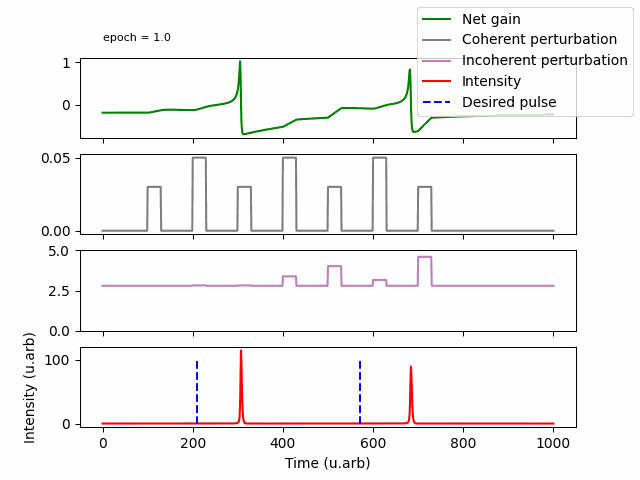 epoch = 1.0
Net gain
Coherent perturbation
Incoherent perturbation
Intensity
Desired pulse
1
0
0.05
0.00
5.0
2.5
0.0
Intensity (u.arb)
100
0
0 200 400 600 800 1000
Time (u.arb)